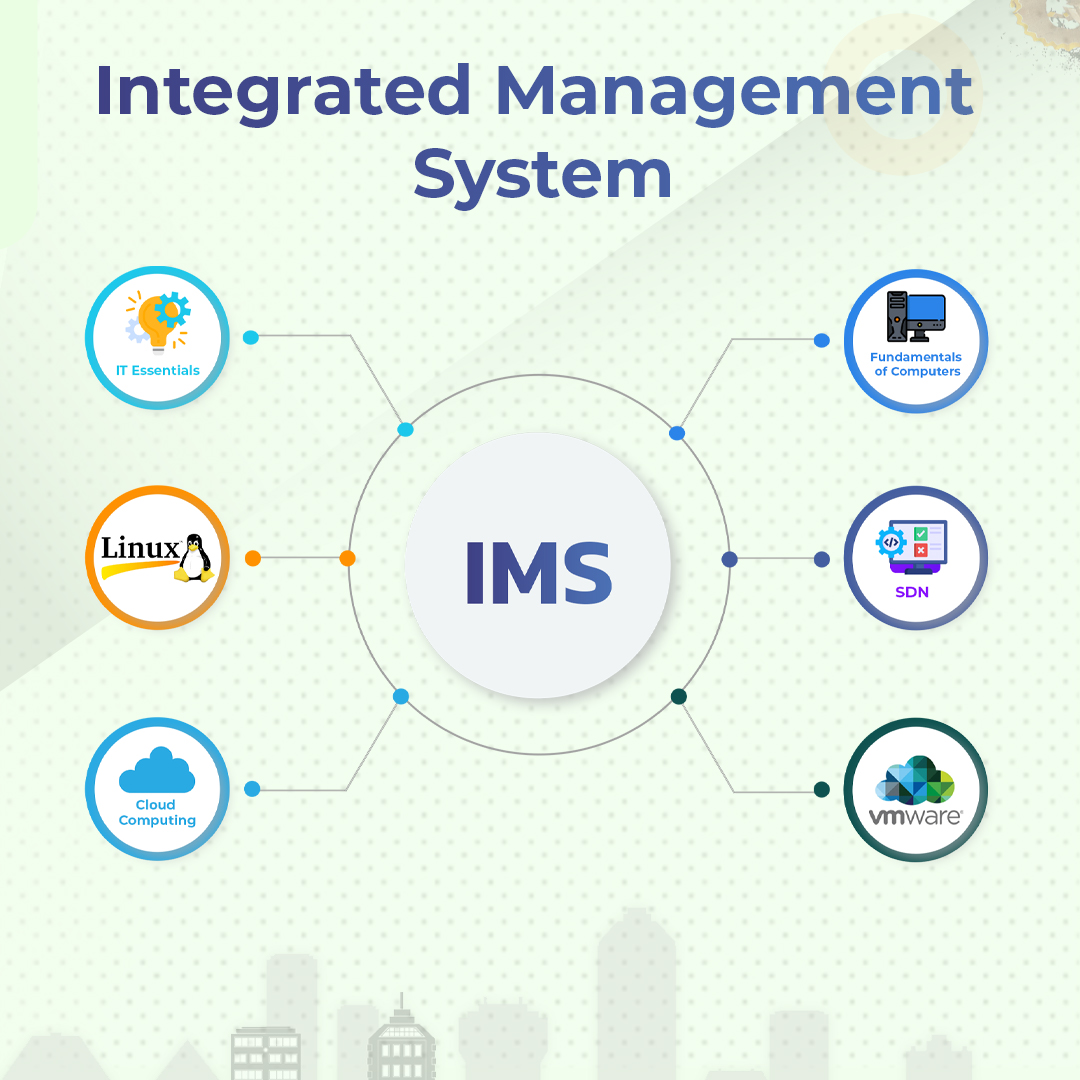 Integrated Management
System
IT Essentials
Fundamentals
of Computers
Linux
IMS
SDN
Cloud
Computing
vmware®